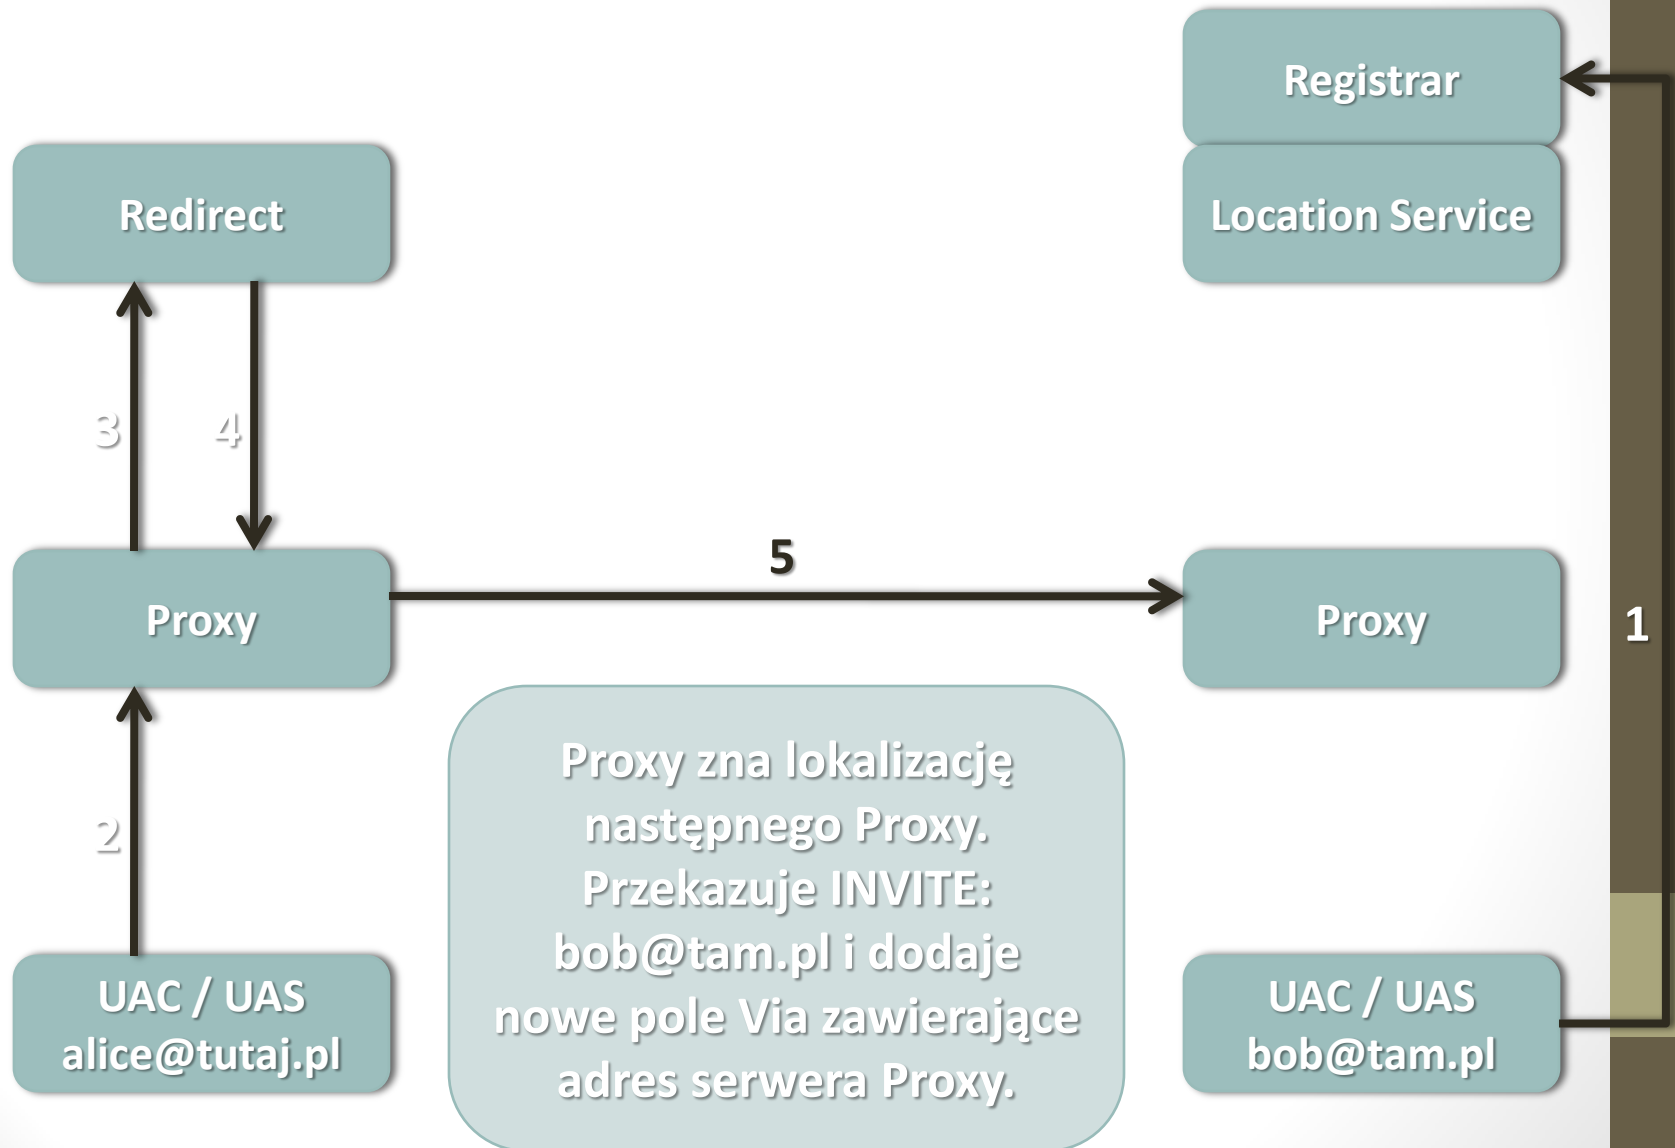 Registrar
Redirect
Location Service
3
4
5
Proxy
Proxy
1
Proxy zna lokalizację
następnego Proxy.
Przekazuje INVITE:
bob@tam.pl i dodaje
nowe pole Via zawierające
adres serwera Proxy.
2
UAC / UAS
alice@tutaj.pl
UAC / UAS
bob@tam.pl